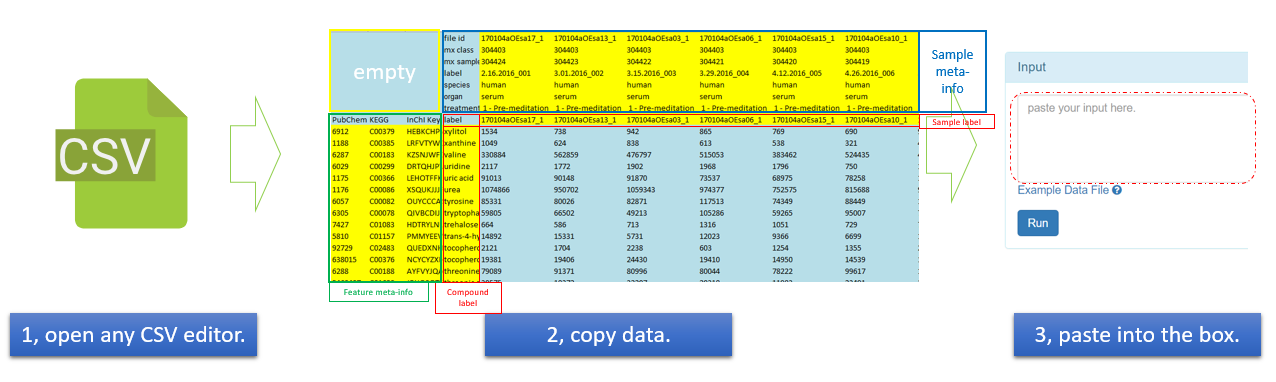 CSV
empty
file id 170104aOEsa17_1 170104aOEsa13_1 170104aOEsa03_1 170104aOEsa06_1 170104aOEsa15_1 170104aOEsa10_1
mx class 304403 304403 304403 304403 304403 304403
mx sample 304424 304423 304422 304421 304420 304419
label 2.16.2016_001 3.01.2016_002 3.15.2016_003 3.29.2016_004 4.12.2016_005 4.26.2016_006
species human human human human human human
organ serum serum serum serum serum serum
treatment 1 - Pre-meditation 1 - Pre-meditation 1 - Pre-meditation 1 - Pre-meditation 1 - Pre-meditation 1 - Pre-meditation
Sample
meta-
info
PubChem KEGG InChI Key label 170104aOEsa17_1 170104aOEsa13_1 170104aOEsa03_1 170104aOEsa06_1 170104aOEsa15_1 170104aOEsa10_1
Sample label
6912 C00379 HEBKCHP xylitol 1534 738 942 865 769 690
1188 C00385 LRFVTYW xanthine 1049 624 838 613 538 321
6287 C00183 KZSNJWF valine 330884 562859 476797 515053 383462 524435
6029 C00299 DRTQHJP uridine 2117 1772 1902 1968 1796 750
1175 C00366 LEHOTFFK uric acid 91013 90148 91870 73537 68975 78258
1176 C00086 XSQUKJJ urea 1074866 950702 1059343 974377 752575 815688
6057 C00082 OUYCCCA tyrosine 85331 80026 82871 117513 74349 88449
6305 C00078 QIVBCDIJ tryptopha 59805 66502 49213 105286 59265 95007
7427 C01083 HDTRYLN trehalose 664 586 713 1316 1051 729
5810 C01157 PMMYEEV trans-4-hy 14892 15331 5731 12023 9366 6699
92729 C02483 QUEDXNH tocophero 2121 1704 2238 603 1254 1355
638015 C00376 NCYCYZX tocophero 19381 19406 24430 19410 14950 14539
6288 C00188 AYFVYJQ threonine 79089 91371 80996 80044 78222 99617
Feature meta-info
Compound
label
Input
paste your input here.
Example Data File
Run
1, open any CSV editor.
2, copy data.
3, paste into the box.